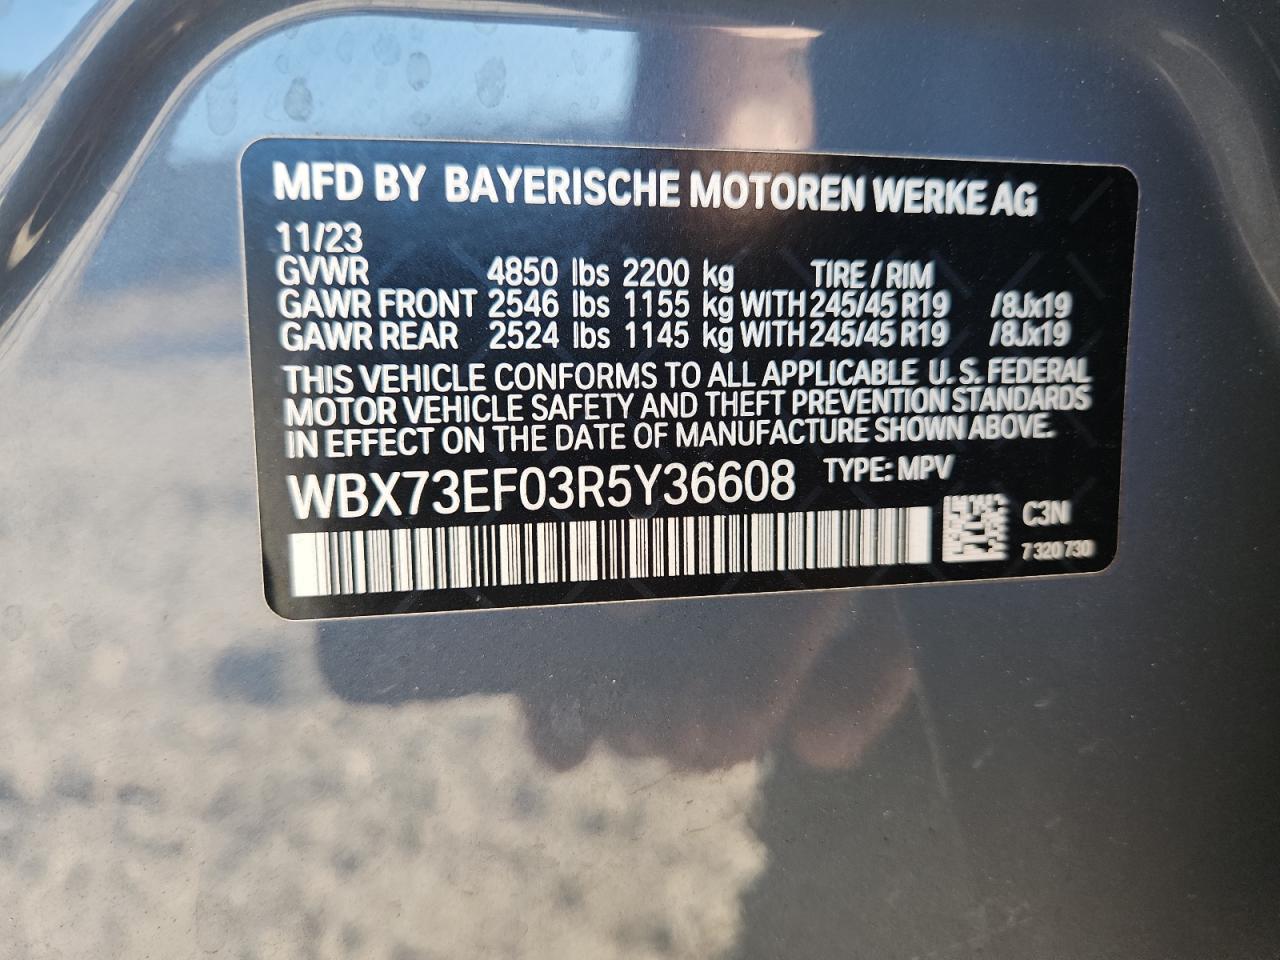 MFD BY BAYERISCHE MOTOREN WERKE AG
11/23
GVWR 4850 lbs 2200 kg TIRE / RIM
GAWR FRONT 2546 lbs 1155 kg WITH 245/45 R19 /8Jx19
GAWR REAR 2524 lbs 1145 kg WITH 245/45 R19 /8Jx19
THIS VEHICLE CONFORMS TO ALL APPLICABLE U.S. FEDERAL
MOTOR VEHICLE SAFETY AND THEFT PREVENTION STANDARDS
IN EFFECT ON THE DATE OF MANUFACTURE SHOWN ABOVE.
WBX73EF03R5Y36608 TYPE: MPV
C3N
7 320 730